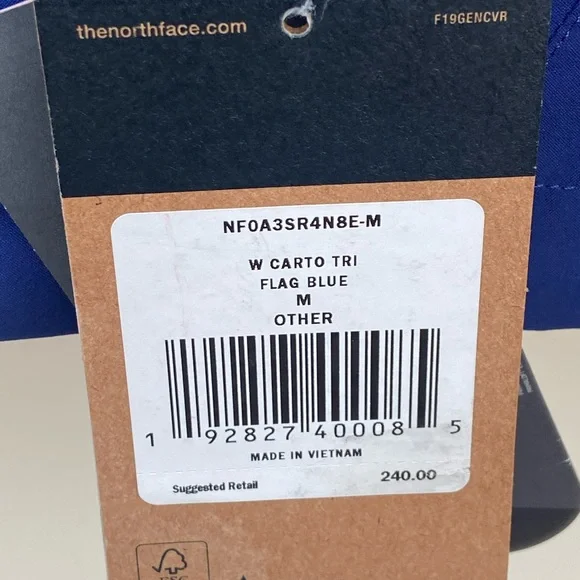 thenorthface.com
F19GENCVR
NF0A3SR4N8E-M
W CARTO TRI
FLAG BLUE
M
OTHER
1 92827 40008 5
MADE IN VIETNAM
Suggested Retail 240.00
FSC